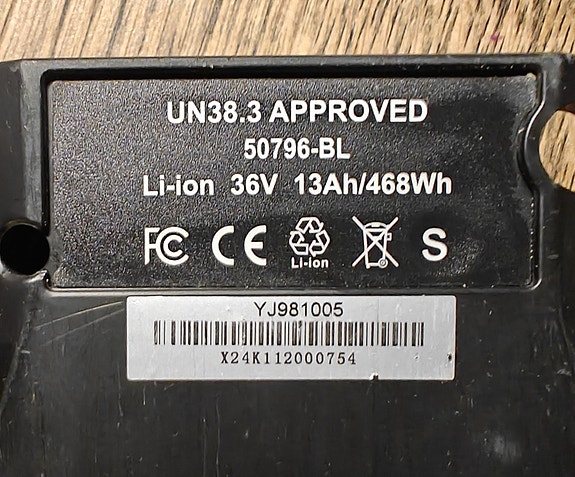 UN38.3 APPROVED
50796-BL
Li-ion 36V 13Ah/468Wh
FC CE Li-ion S
YJ981005
X24K112000754